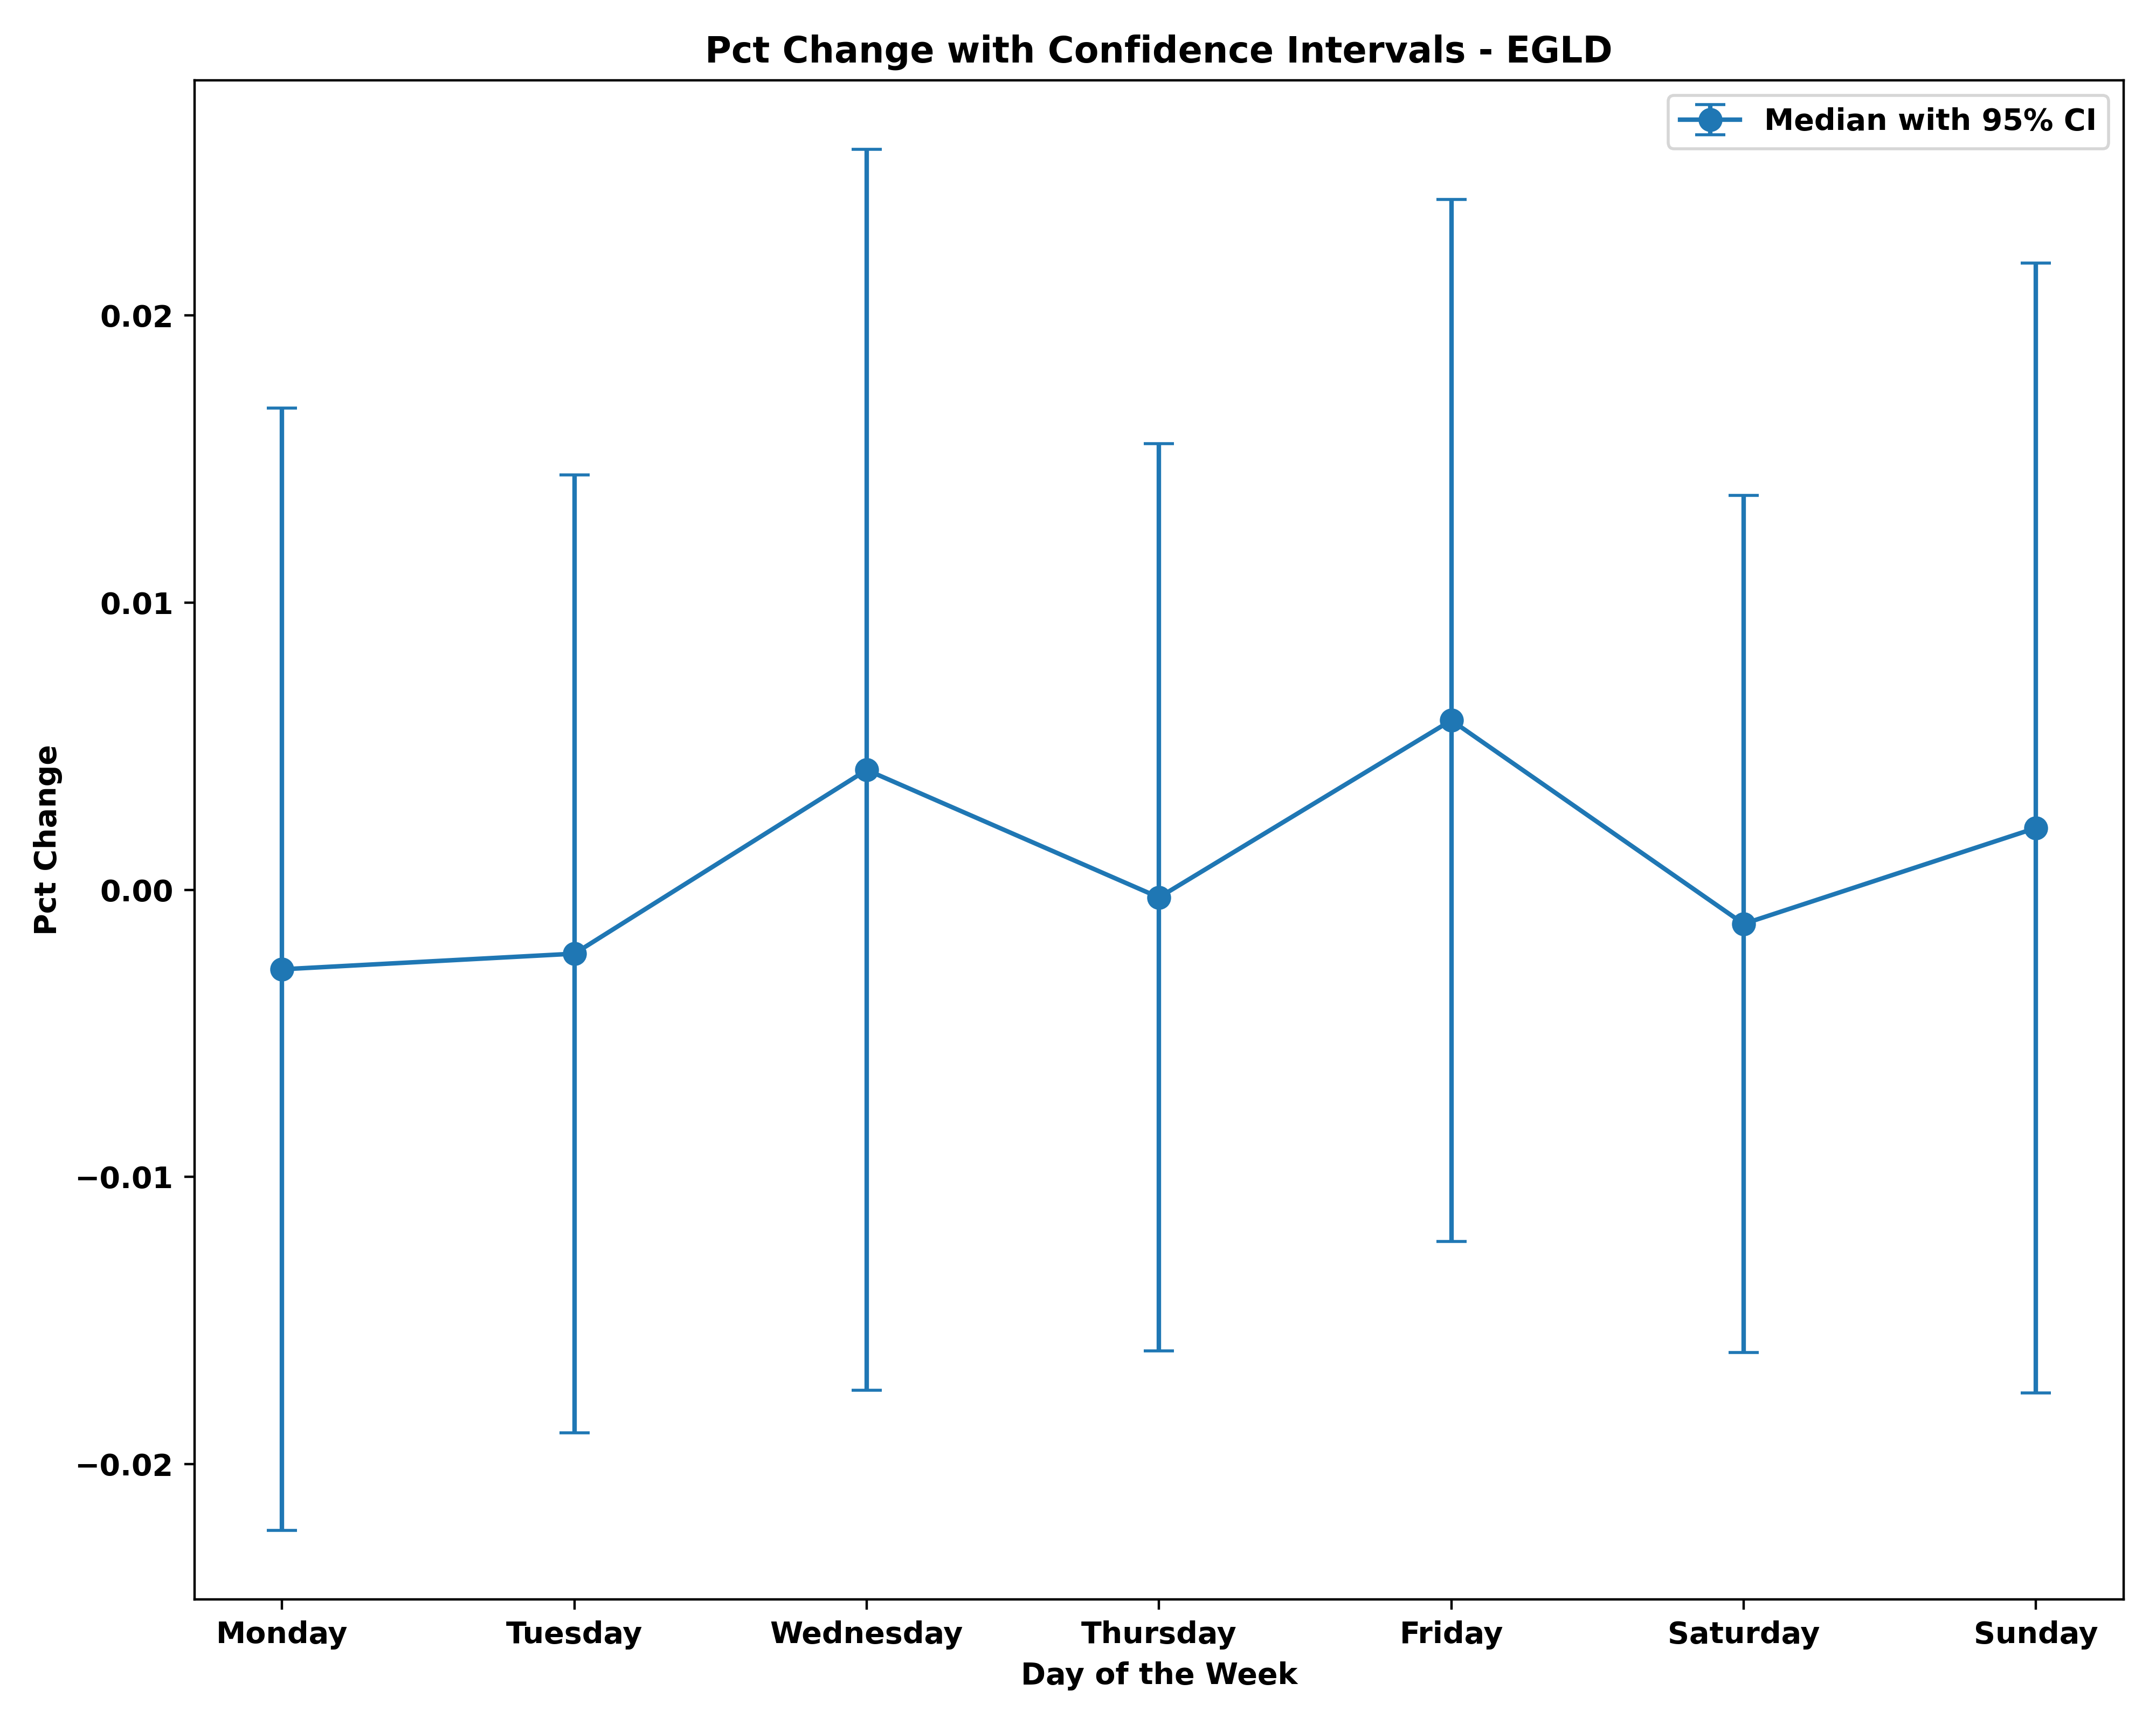 Pct Change with Confidence Intervals - EGLD
Median with 95% CI
0.02
0.01
0.00
−0.01
−0.02
Pct Change
Monday
Tuesday
Wednesday
Thursday
Friday
Saturday
Sunday
Day of the Week